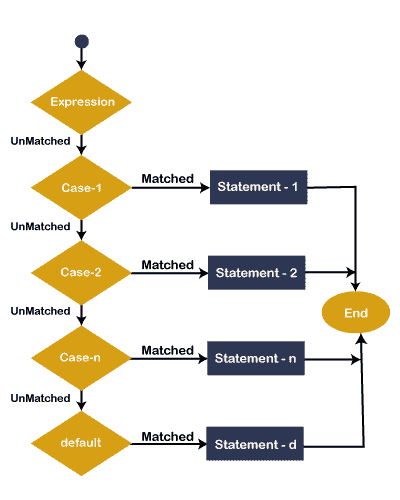 Expression
UnMatched
Case-1
Matched
Statement - 1
UnMatched
Case-2
Matched
Statement - 2
End
UnMatched
Case-n
Matched
Statement - n
UnMatched
default
Matched
Statement - d